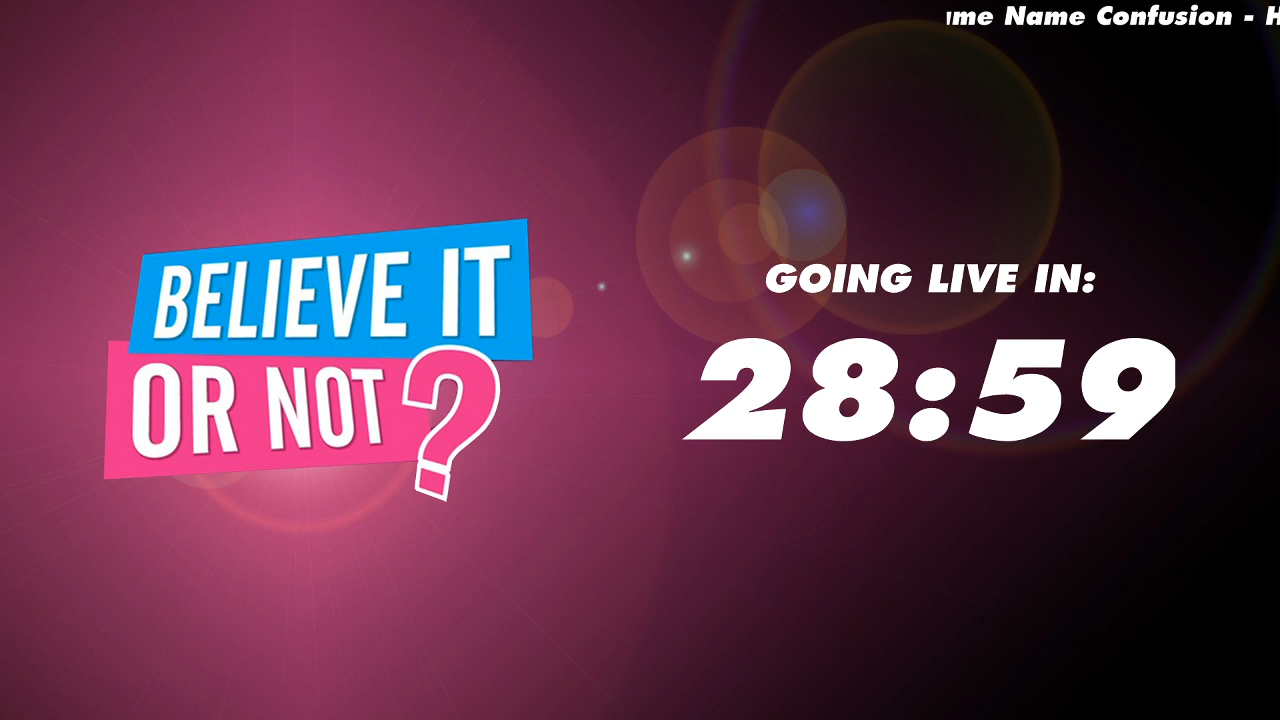 Name Confusion -
BELIEVE IT
OR NOT?
GOING LIVE IN:
28:59